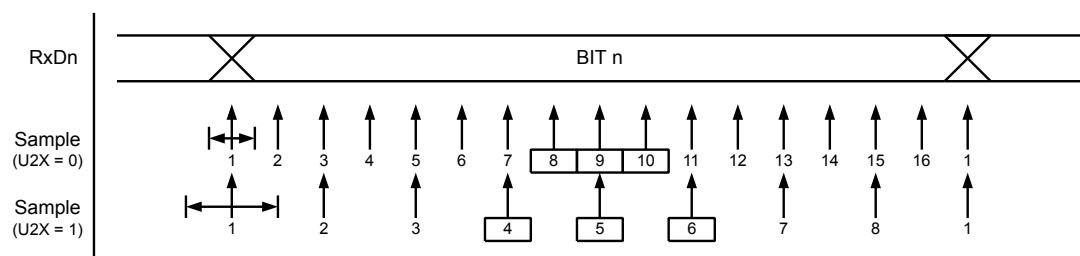 RxDn BIT n
Sample
(U2X = 0) 1 2 3 4 5 6 7 8 9 10 11 12 13 14 15 16 1
Sample
(U2X = 1) 1 2 3 4 5 6 7 8 1